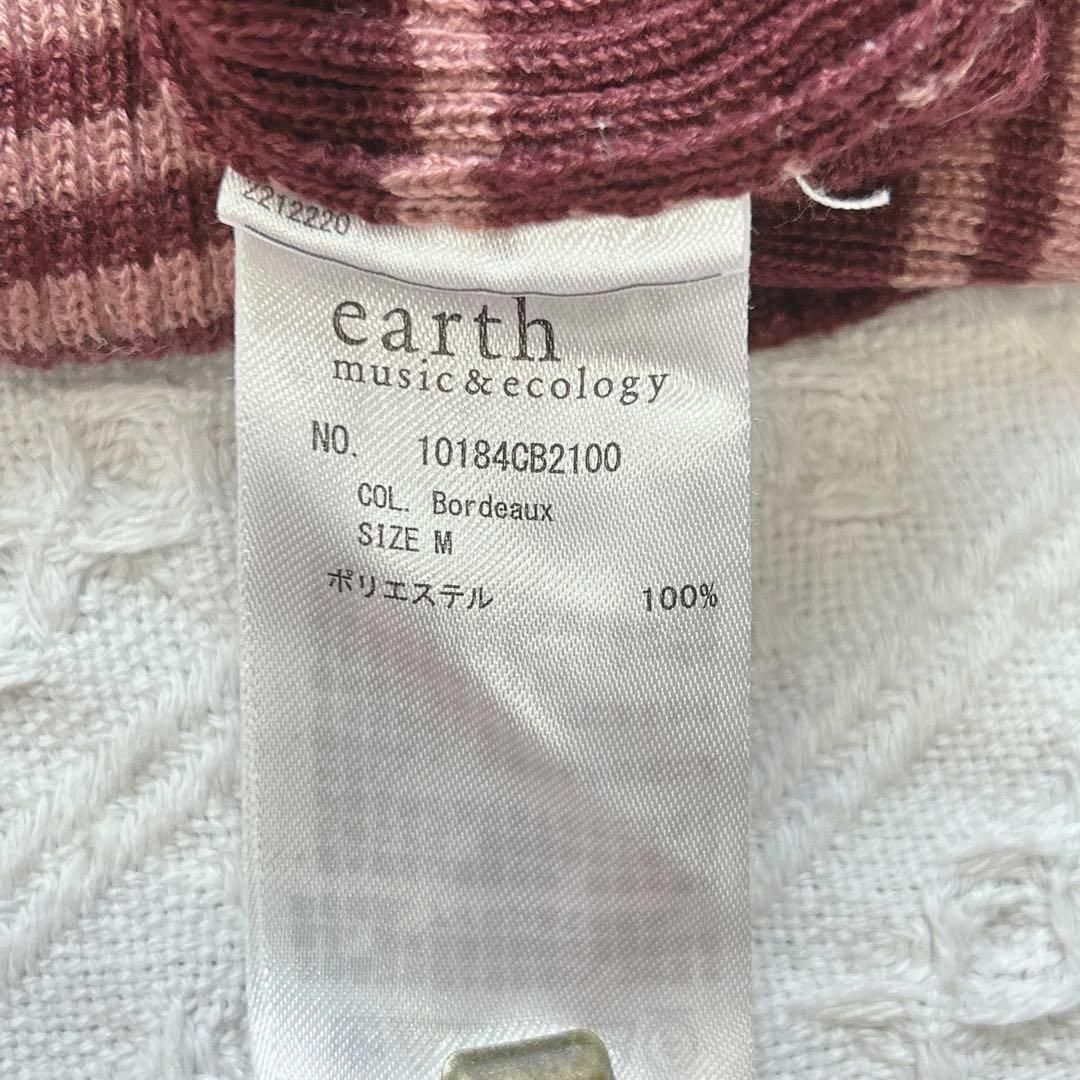 2212220
earth
music & ecology
NO. 10184CB2100
COL. Bordeaux
SIZE M
ポリエステル 100%